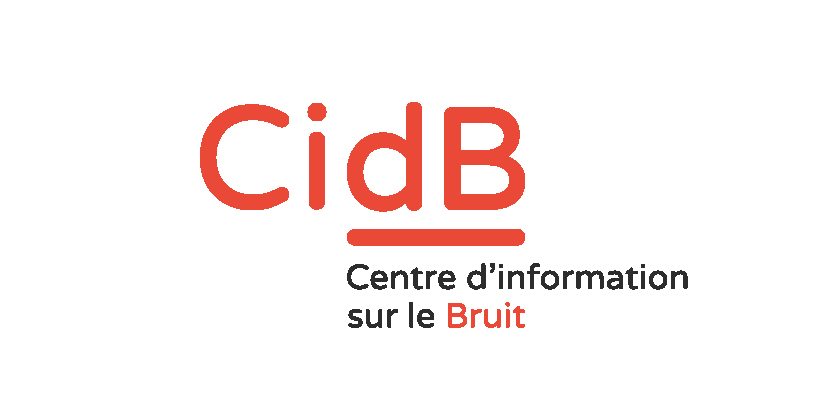 CidB
Centre d'information
sur le Bruit